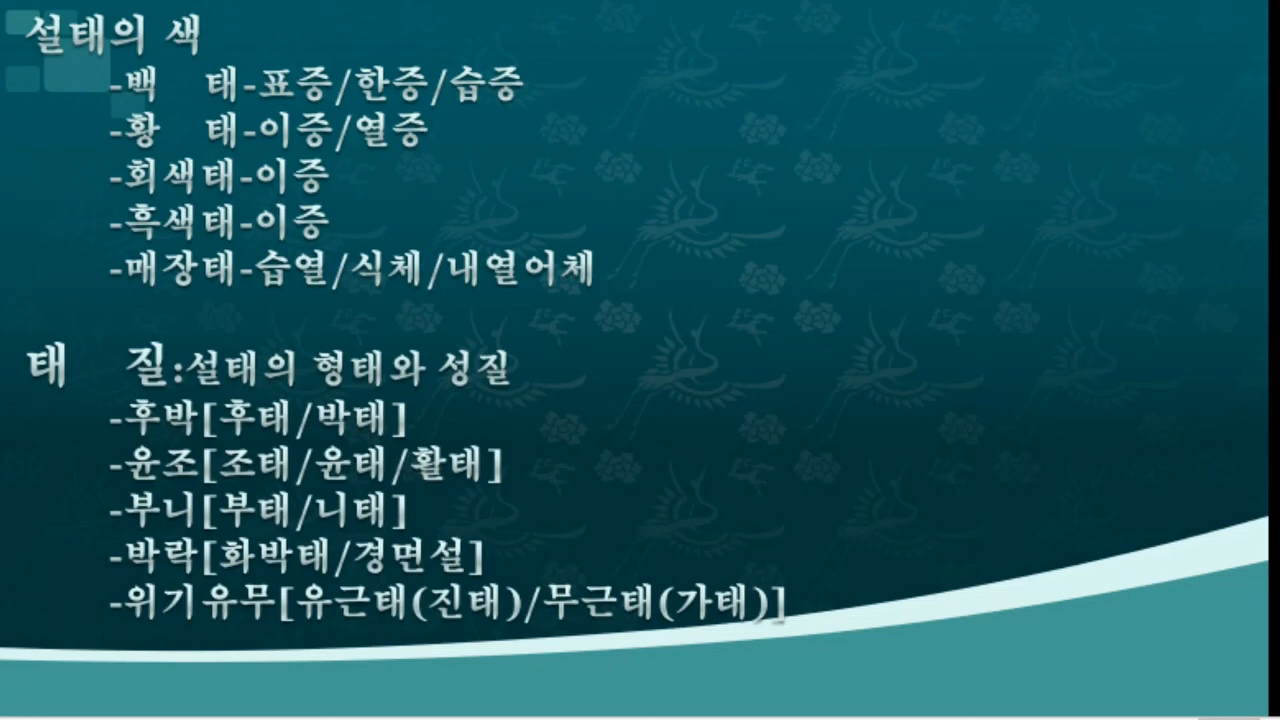 설태의 색
-백 태-표증/한증/습증
-황 태-이증/열증
-회색태-이증
-흑색태-이증
-매장태-습열/식체/내열어체
태 질:설태의 형태와 성질
-후박[후태/박태]
-윤조[조태/윤태/활태]
-부니[부태/니태]
-박락[화박태/경면설]
-위기유무[유근태(진태)/무근태(가태)]